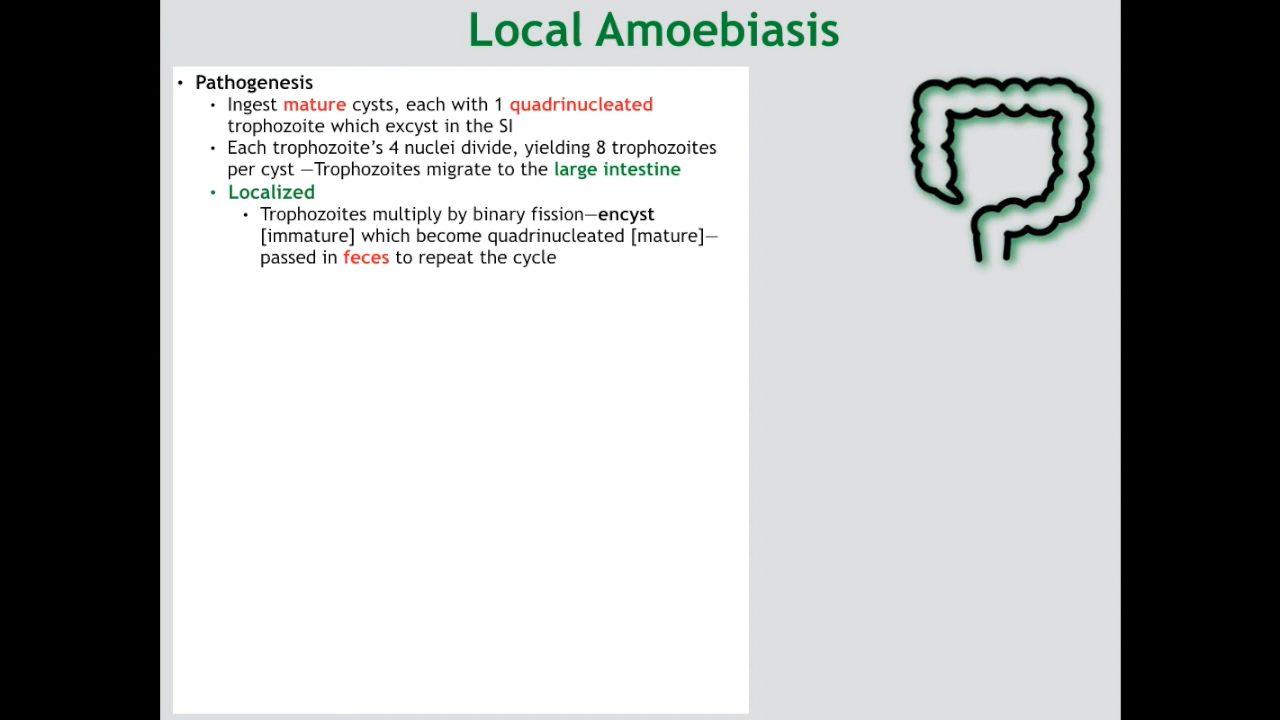 Local Amoebiasis
• Pathogenesis
• Ingest mature cysts, each with 1 quadrinucleated
trophozoite which excyst in the SI
• Each trophozoite’s 4 nuclei divide, yielding 8 trophozoites
per cyst —Trophozoites migrate to the large intestine
• Localized
• Trophozoites multiply by binary fission—encyst
[immature] which become quadrinucleated [mature]—
passed in feces to repeat the cycle